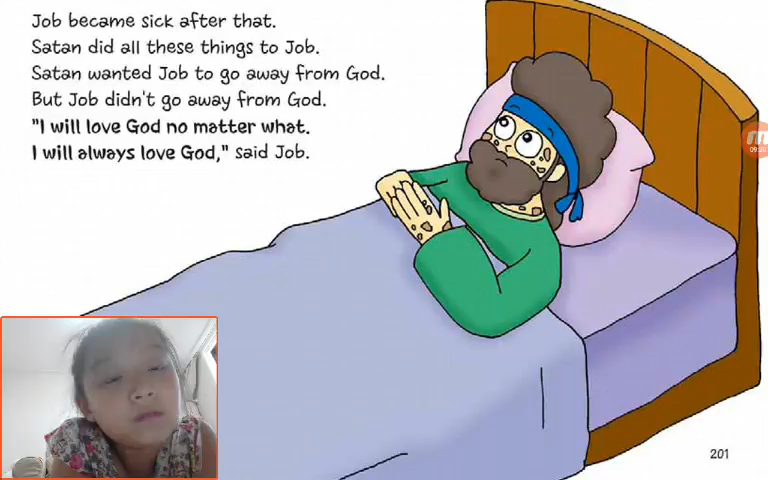 Job became sick after that.
Satan did all these things to Job.
Satan wanted Job to go away from God.
But Job didn't go away from God.
"I will love God no matter what.
I will always love God," said Job.
201